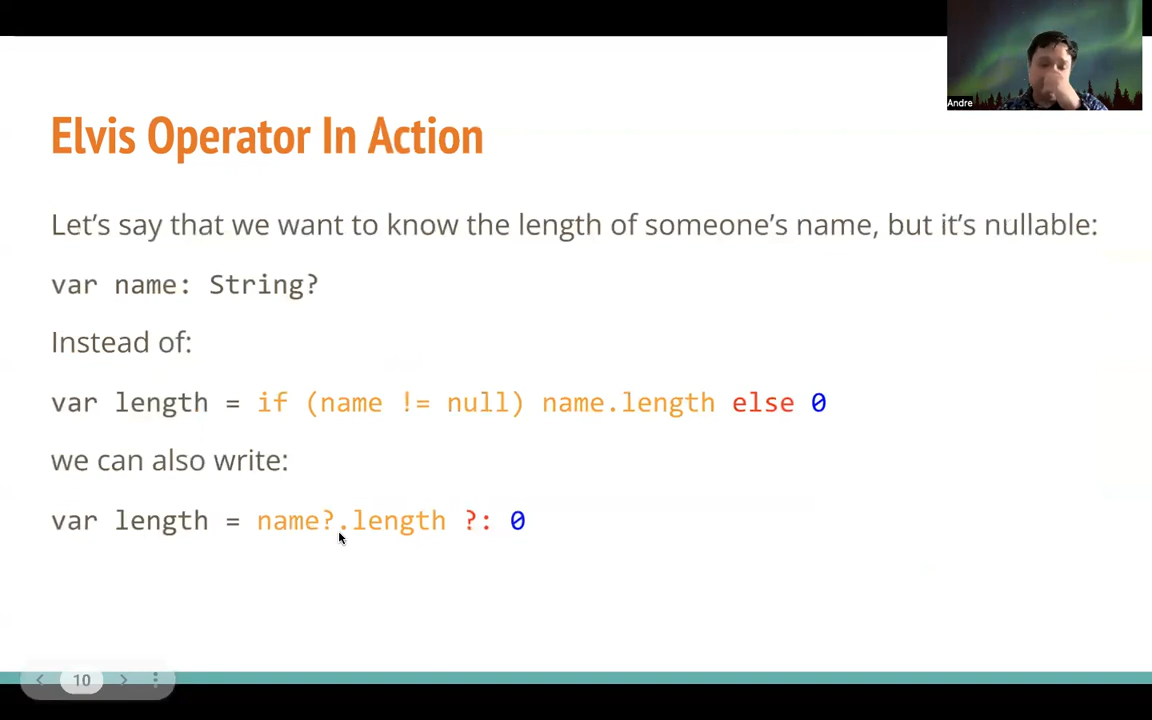 Andre
Elvis Operator In Action
Let’s say that we want to know the length of someone’s name, but it’s nullable:
var name: String?
Instead of:
var length = if (name != null) name.length else 0
we can also write:
var length = name?.length ?: 0
10